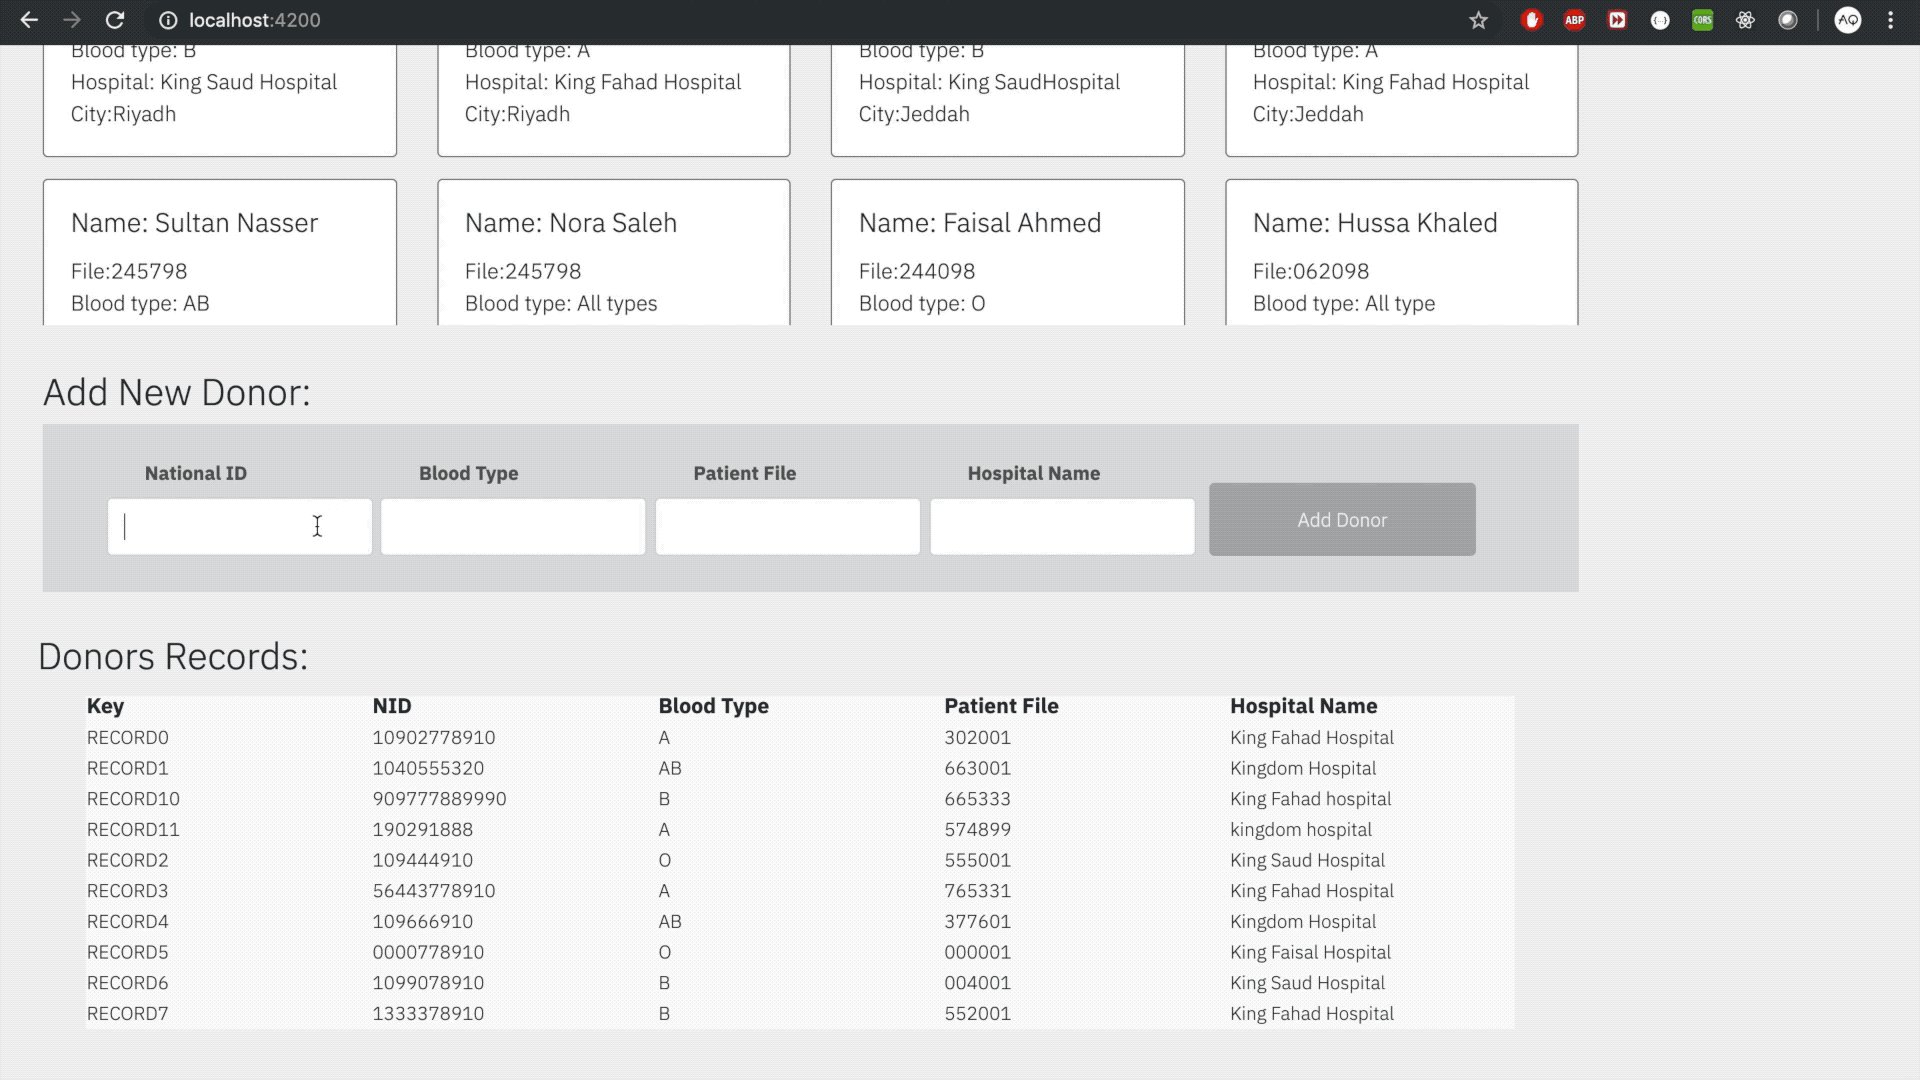 localhost:4200
ABP
CORS
AQ
Blood type: B
Hospital: King Saud Hospital
City:Riyadh
Blood type: A
Hospital: King Fahad Hospital
City:Riyadh
Blood type: B
Hospital: King SaudHospital
City:Jeddah
Blood type: A
Hospital: King Fahad Hospital
City:Jeddah
Name: Sultan Nasser
File:245798
Blood type: AB
Name: Nora Saleh
File:245798
Blood type: All types
Name: Faisal Ahmed
File:244098
Blood type: O
Name: Hussa Khaled
File:062098
Blood type: All type
Add New Donor:
National ID Blood Type Patient File Hospital Name
Add Donor
Donors Records:
Key NID Blood Type Patient File Hospital Name
RECORD0 10902778910 A 302001 King Fahad Hospital
RECORD1 1040555320 AB 663001 Kingdom Hospital
RECORD10 909777889990 B 665333 King Fahad hospital
RECORD11 190291888 A 574899 kingdom hospital
RECORD2 109444910 O 555001 King Saud Hospital
RECORD3 56443778910 A 765331 King Fahad Hospital
RECORD4 109666910 AB 377601 Kingdom Hospital
RECORD5 0000778910 O 000001 King Faisal Hospital
RECORD6 1099078910 B 004001 King Saud Hospital
RECORD7 1333378910 B 552001 King Fahad Hospital